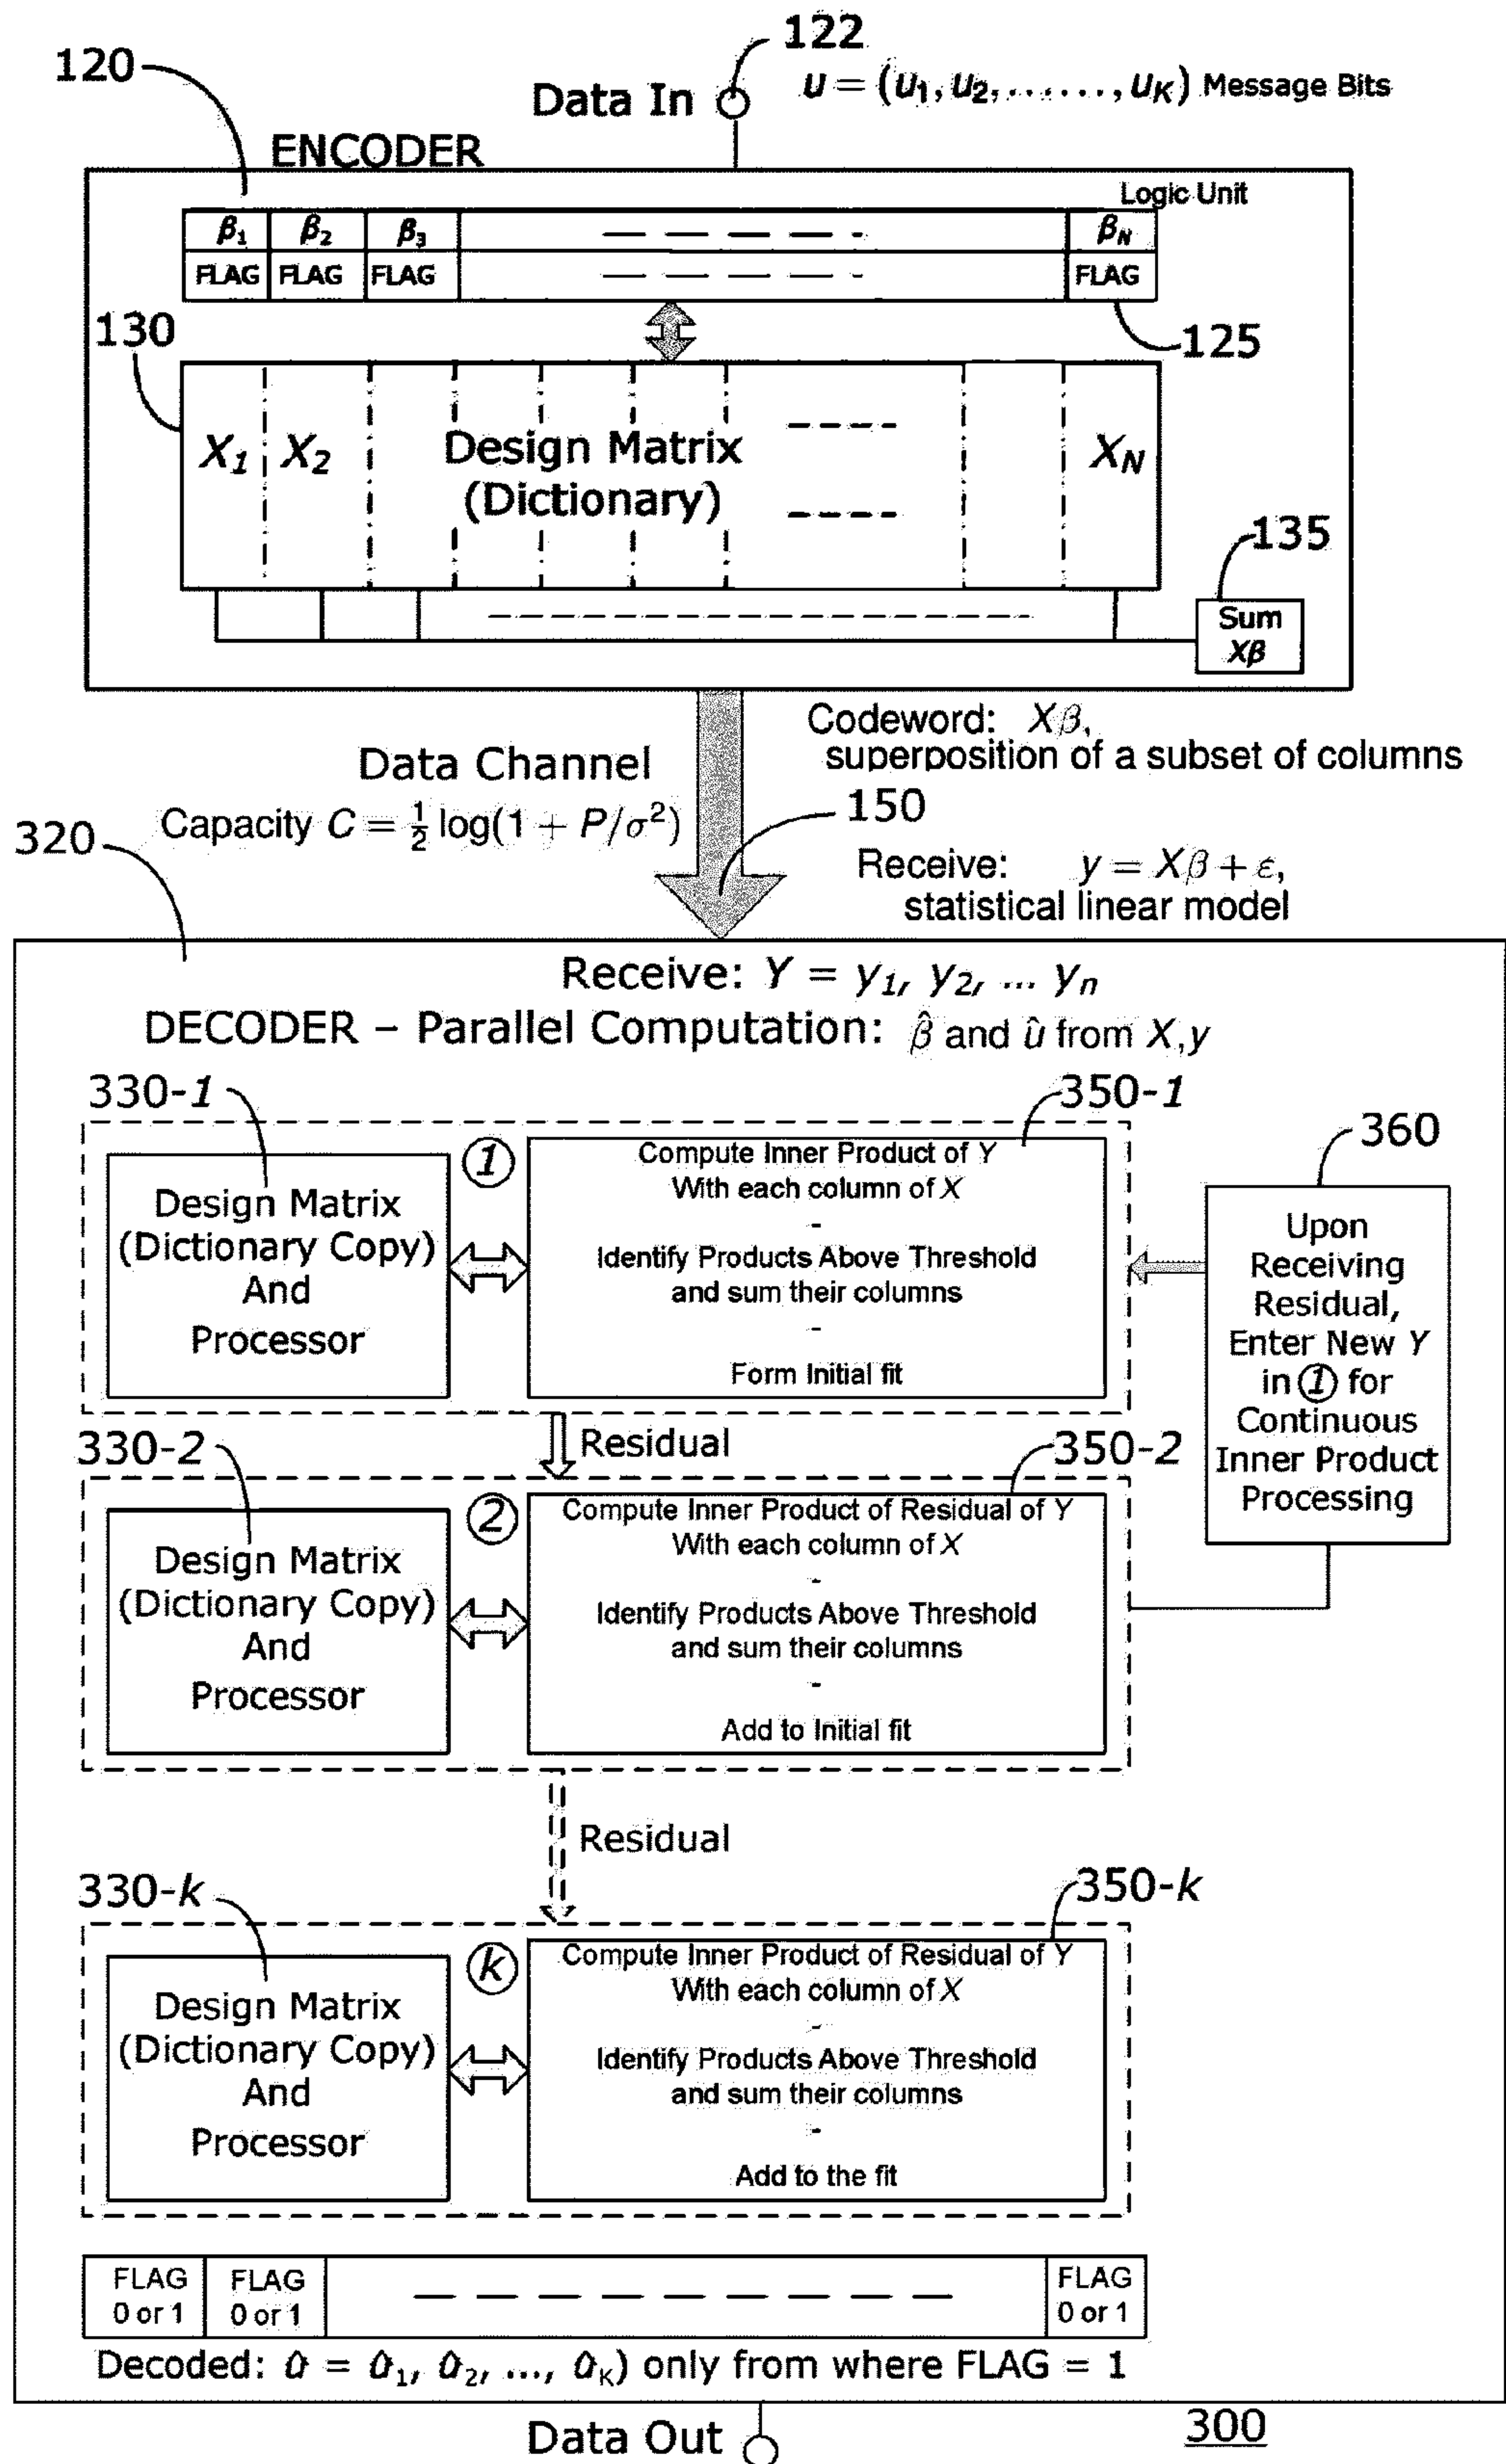 122
120
Data In
u = (u₁, u₂, ......, u_K) Message Bits
ENCODER
Logic Unit
β₁ β₂ β₃ — — — — — β_N
FLAG FLAG FLAG — — — — — FLAG
130
125
X₁ X₂ Design Matrix X_N
(Dictionary)
135
Sum
Xβ
Codeword: Xβ,
superposition of a subset of columns
Data Channel
Capacity C = ½ log(1 + P/σ²)
150
320
Receive: y = Xβ + ε,
statistical linear model
Receive: Y = y₁, y₂, ... yₙ
DECODER – Parallel Computation: β̂ and û from X,y
330-1
350-1
360
1
Design Matrix
(Dictionary Copy)
And
Processor
Compute Inner Product of Y
With each column of X
-
Identify Products Above Threshold
and sum their columns
-
Form Initial fit
Upon
Receiving
Residual,
Enter New Y
in ① for
Continuous
Inner Product
Processing
Residual
330-2
350-2
2
Design Matrix
(Dictionary Copy)
And
Processor
Compute Inner Product of Residual of Y
With each column of X
-
Identify Products Above Threshold
and sum their columns
-
Add to Initial fit
Residual
330-k
350-k
k
Design Matrix
(Dictionary Copy)
And
Processor
Compute Inner Product of Residual of Y
With each column of X
-
Identify Products Above Threshold
and sum their columns
-
Add to the fit
FLAG FLAG — — — — — — — — — FLAG
0 or 1 0 or 1 0 or 1
Decoded: û = û₁, û₂, ..., û_K) only from where FLAG = 1
Data Out
300